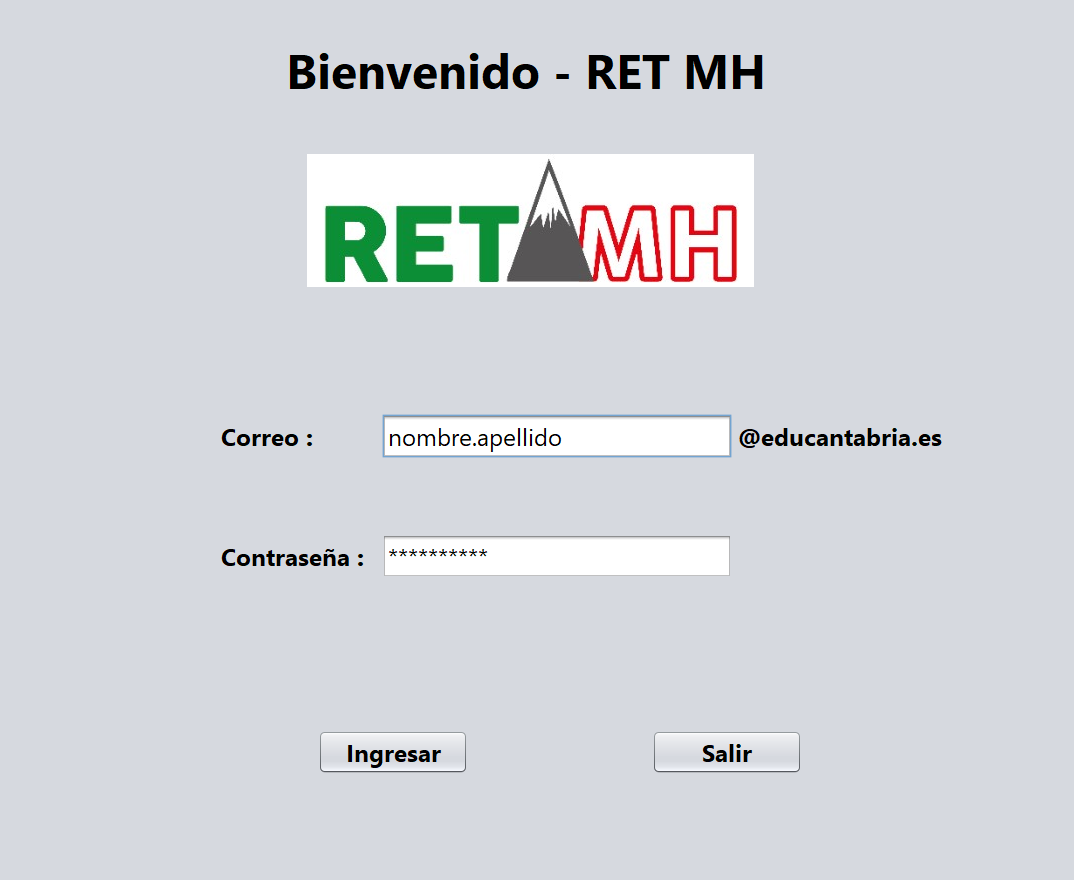 Bienvenido - RET MH
RET MH
Correo : nombre.apellido @educantabria.es
Contraseña : **********
Ingresar Salir